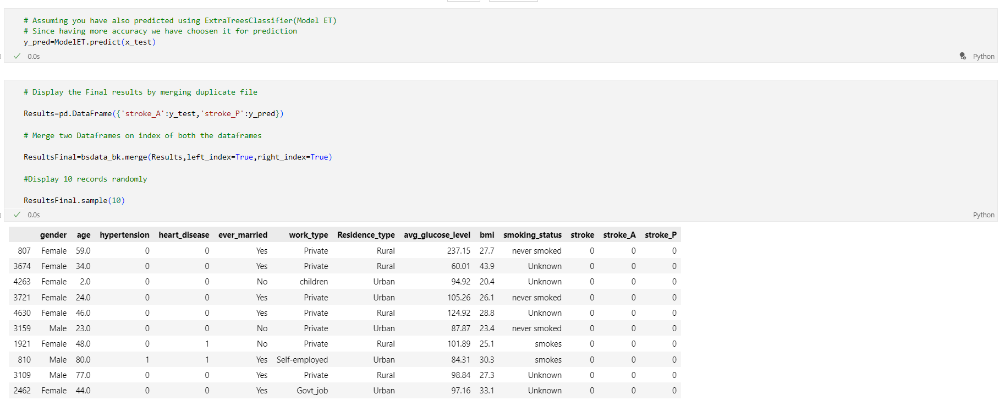 # Assuming you have also predicted using ExtraTreesClassifier(Model ET)
# Since having more accuracy we have choosen it for prediction
y_pred=ModelET.predict(x_test)
0.0s
Python
# Display the Final results by merging duplicate file
Results=pd.DataFrame({'stroke_A':y_test,'stroke_P':y_pred})
# Merge two Dataframes on index of both the dataframes
ResultsFinal=bsdata_bk.merge(Results,left_index=True,right_index=True)
#Display 10 records randomly
ResultsFinal.sample(10)
0.0s
Python
gender age hypertension heart_disease ever_married work_type Residence_type avg_glucose_level bmi smoking_status stroke stroke_A stroke_P
807 Female 59.0 0 0 Yes Private Rural 237.15 27.7 never smoked 0 0 0
3674 Female 34.0 0 0 Yes Private Rural 60.01 43.9 Unknown 0 0 0
4263 Female 2.0 0 0 No children Urban 94.92 20.4 Unknown 0 0 0
3721 Female 24.0 0 0 Yes Private Urban 105.26 26.1 never smoked 0 0 0
4630 Female 46.0 0 0 Yes Private Rural 124.92 28.8 Unknown 0 0 0
3159 Male 23.0 0 0 No Private Urban 87.87 23.4 never smoked 0 0 0
1921 Female 48.0 0 1 No Private Rural 101.89 25.1 smokes 0 0 0
810 Male 80.0 1 1 Yes Self-employed Urban 84.31 30.3 smokes 0 0 0
3109 Male 77.0 0 0 Yes Private Rural 98.84 27.3 Unknown 0 0 0
2462 Female 44.0 0 0 Yes Govt_job Urban 97.16 33.1 Unknown 0 0 0